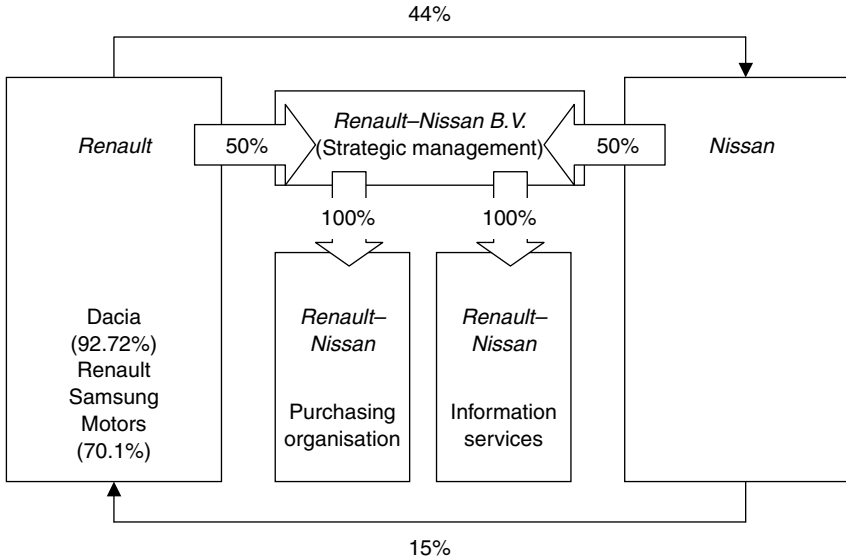 44%
Renault
50%
Renault–Nissan B.V.
(Strategic management)
50%
Nissan
100%
100%
Dacia
(92.72%)
Renault
Samsung
Motors
(70.1%)
Renault–
Nissan
Purchasing
organisation
Renault–
Nissan
Information
services
15%